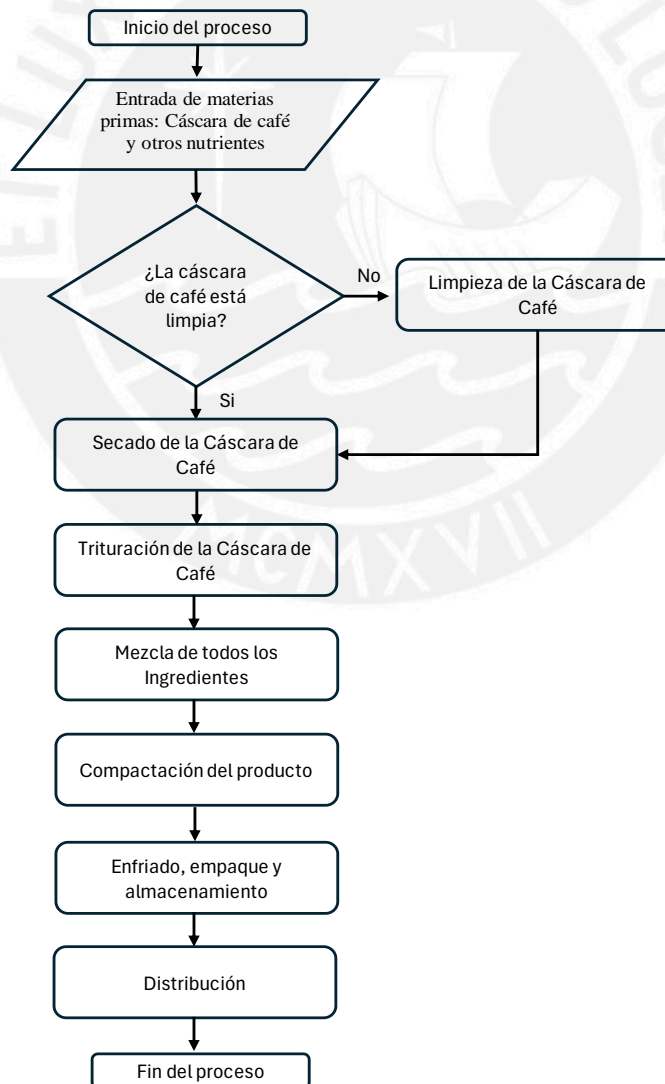 Inicio del proceso
Entrada de materias
primas: Cáscara de café
y otros nutrientes
¿La cáscara
de café está
limpia?
No
Limpieza de la Cáscara de
Café
Si
Secado de la Cáscara de
Café
Trituración de la Cáscara de
Café
Mezcla de todos los
Ingredientes
Compactación del producto
Enfriado, empaque y
almacenamiento
Distribución
Fin del proceso
MCMXVII